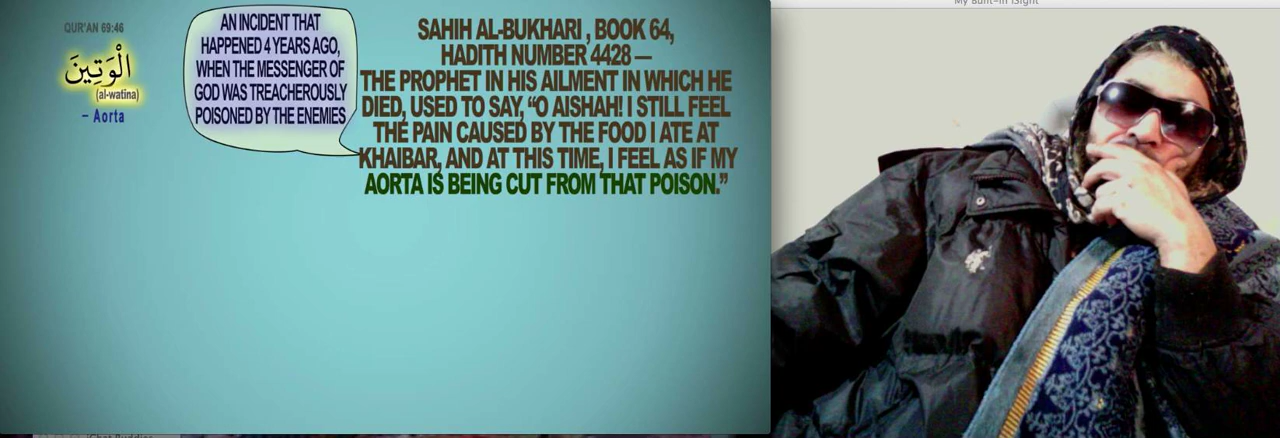 My Built-in iSight
QUR'AN 69:46
الْوَتِينَ
(al-watina)
– Aorta
AN INCIDENT THAT
HAPPENED 4 YEARS AGO,
WHEN THE MESSENGER OF
GOD WAS TREACHEROUSLY
POISONED BY THE ENEMIES
SAHIH AL-BUKHARI , BOOK 64,
HADITH NUMBER 4428 —
THE PROPHET IN HIS AILMENT IN WHICH HE
DIED, USED TO SAY, “O AISHAH! I STILL FEEL
THE PAIN CAUSED BY THE FOOD I ATE AT
KHAIBAR, AND AT THIS TIME, I FEEL AS IF MY
AORTA IS BEING CUT FROM THAT POISON.”